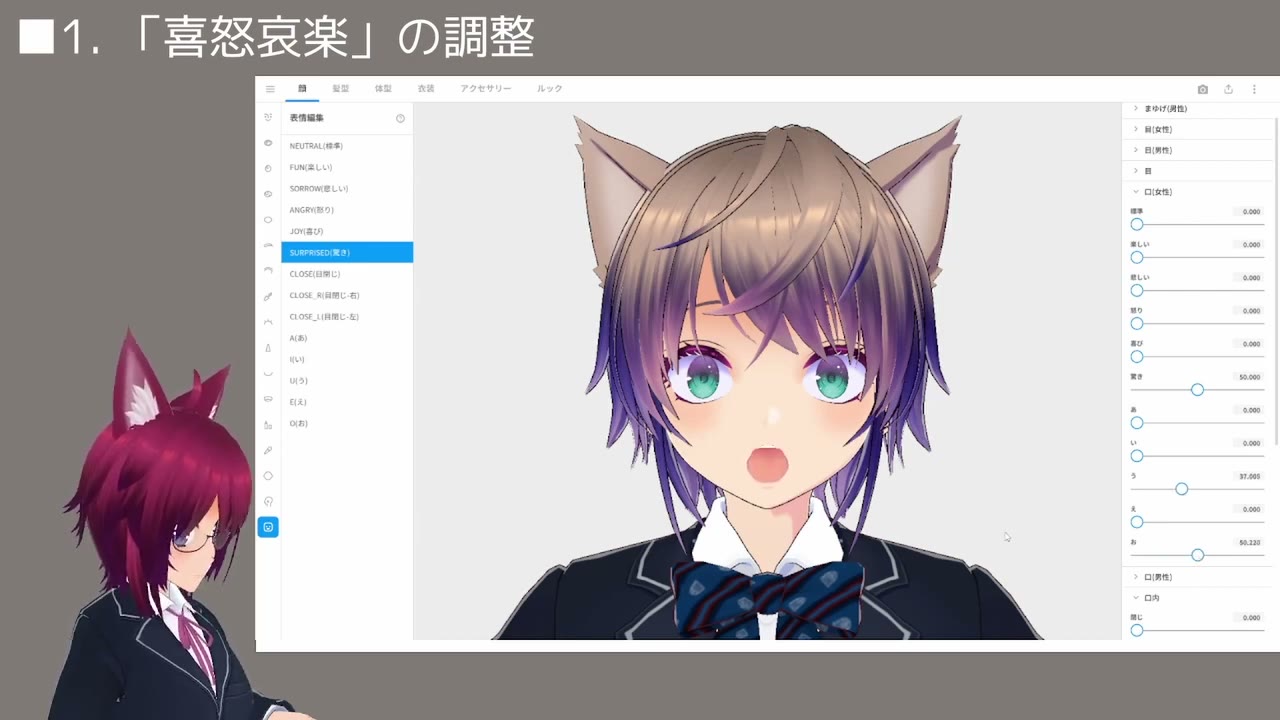 ■1.「喜怒哀楽」の調整
顔 髪型 体型 衣装 アクセサリー ルック
表情編集
NEUTRAL(標準)
FUN(楽しい)
SORROW(悲しい)
ANGRY(怒り)
JOY(喜び)
SURPRISED(驚き)
CLOSE(目閉じ)
CLOSE_R(目閉じ-右)
CLOSE_L(目閉じ-左)
A(あ)
I(い)
U(う)
E(え)
O(お)
まゆげ(男性)
目(女性)
目(男性)
目
口(女性)
標準 0.000
楽しい 0.000
悲しい 0.000
怒り 0.000
喜び 0.000
驚き 50.000
あ 0.000
い 0.000
う 37.005
え 0.000
お 50.220
口(男性)
口内
閉じ 0.000